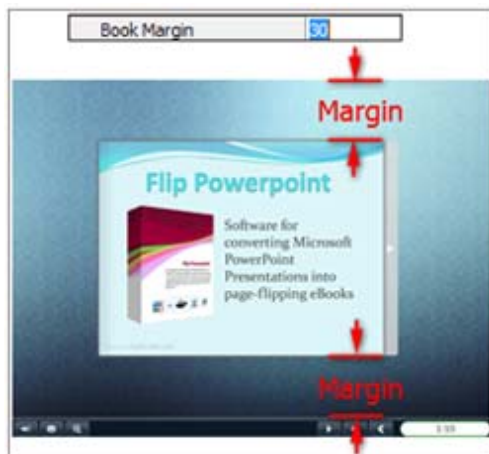 Book Margin 30
Margin
Flip Powerpoint
Software for
converting Microsoft
PowerPoint
Presentations into
page-flipping eBooks
Margin